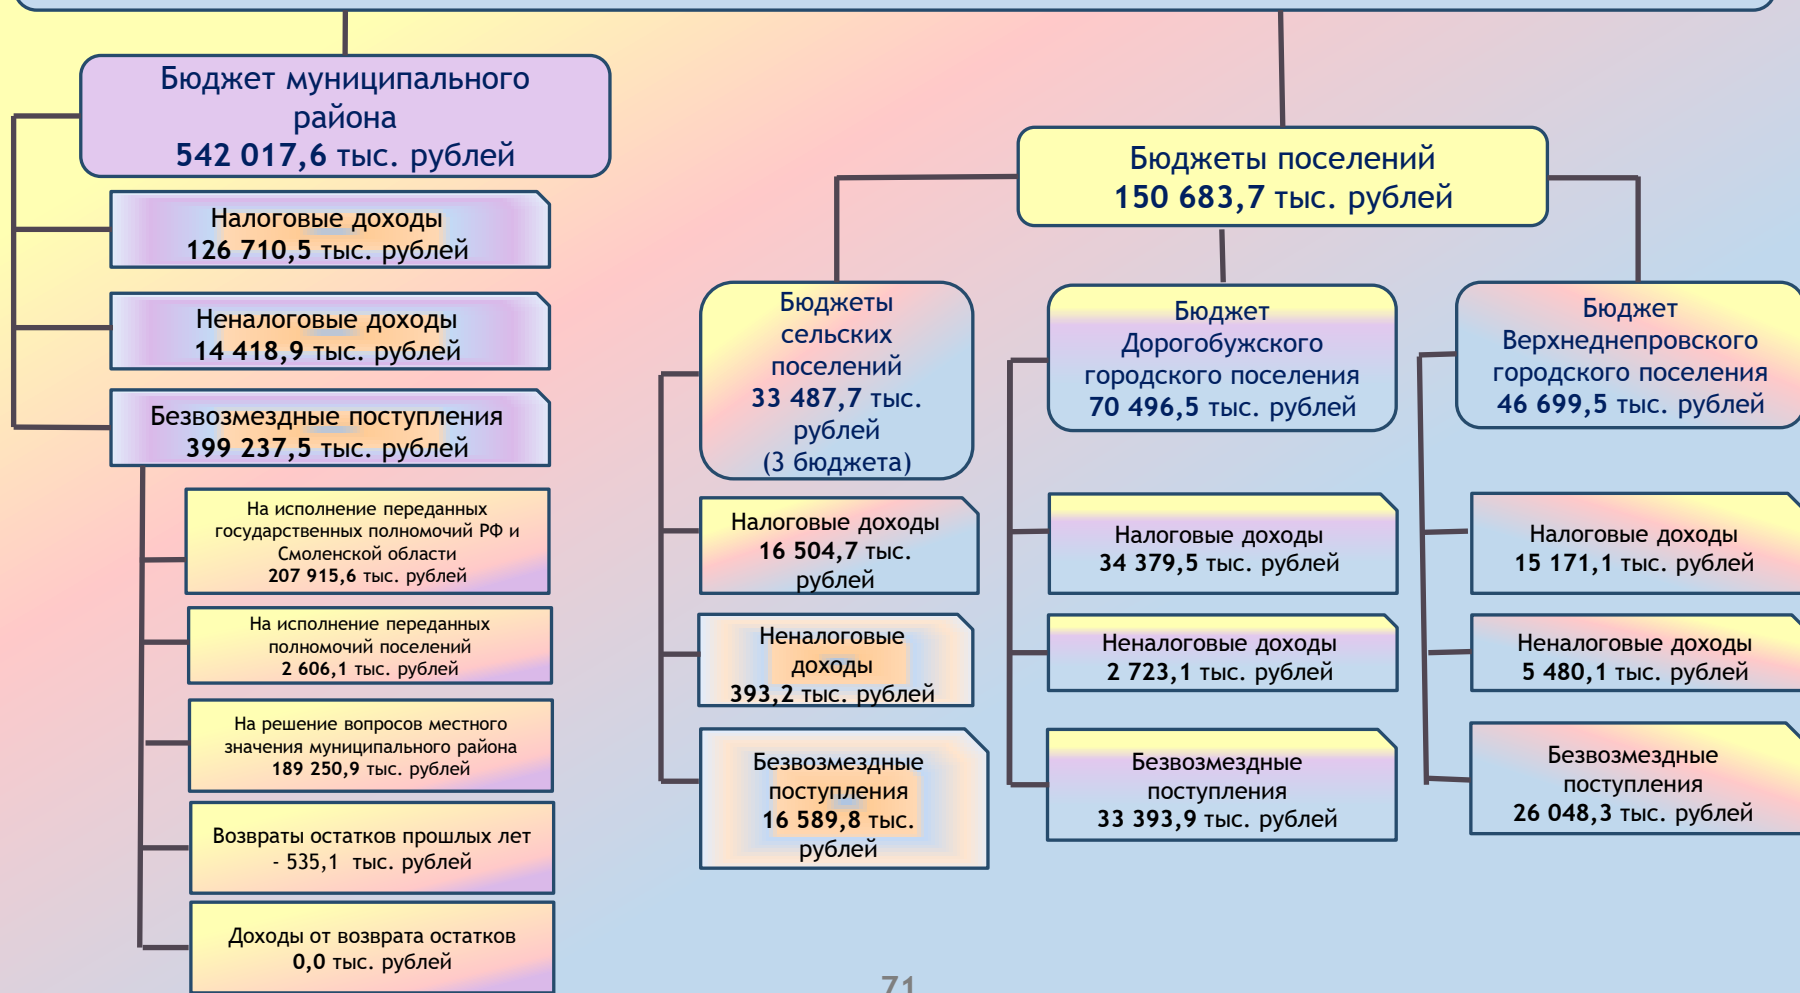 Бюджет муниципального
района
542 017,6 тыс. рублей
Налоговые доходы
126 710,5 тыс. рублей
Неналоговые доходы
14 418,9 тыс. рублей
Безвозмездные поступления
399 237,5 тыс. рублей
На исполнение переданных
государственных полномочий РФ и
Смоленской области
207 915,6 тыс. рублей
На исполнение переданных
полномочий поселений
2 606,1 тыс. рублей
На решение вопросов местного
значения муниципального района
189 250,9 тыс. рублей
Возвраты остатков прошлых лет
- 535,1 тыс. рублей
Доходы от возврата остатков
0,0 тыс. рублей
Бюджеты поселений
150 683,7 тыс. рублей
Бюджеты
сельских
поселений
33 487,7 тыс.
рублей
(3 бюджета)
Налоговые доходы
16 504,7 тыс.
рублей
Неналоговые
доходы
393,2 тыс. рублей
Безвозмездные
поступления
16 589,8 тыс.
рублей
Бюджет
Дорогобужского
городского поселения
70 496,5 тыс. рублей
Налоговые доходы
34 379,5 тыс. рублей
Неналоговые доходы
2 723,1 тыс. рублей
Безвозмездные
поступления
33 393,9 тыс. рублей
Бюджет
Верхнеднепровского
городского поселения
46 699,5 тыс. рублей
Налоговые доходы
15 171,1 тыс. рублей
Неналоговые доходы
5 480,1 тыс. рублей
Безвозмездные
поступления
26 048,3 тыс. рублей
71